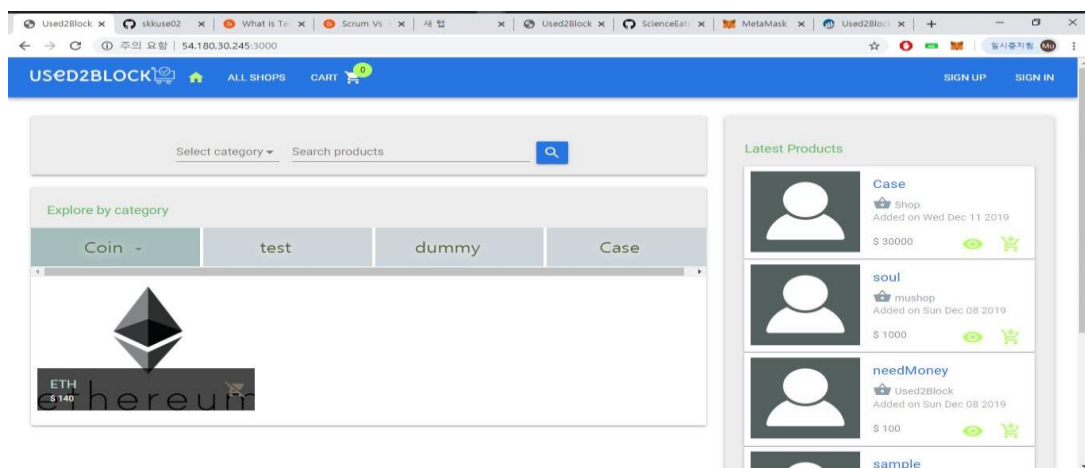 Used2Block
skkuse02
What is Te
Scrum Vs.
새 탭
Used2Block
ScienceEat
MetaMask
Used2Bloc
주의 요함 | 54.180.30.245:3000
일시중지됨 Mu
USeD2BLOCK
ALL SHOPS
CART
0
SIGN UP
SIGN IN
Select category
Search products
Explore by category
Coin
test
dummy
Case
ETH
$ 140
ethereum
Latest Products
Case
Shop
Added on Wed Dec 11 2019
$ 30000
soul
mushop
Added on Sun Dec 08 2019
$ 1000
needMoney
Used2Block
Added on Sun Dec 08 2019
$ 100
sample